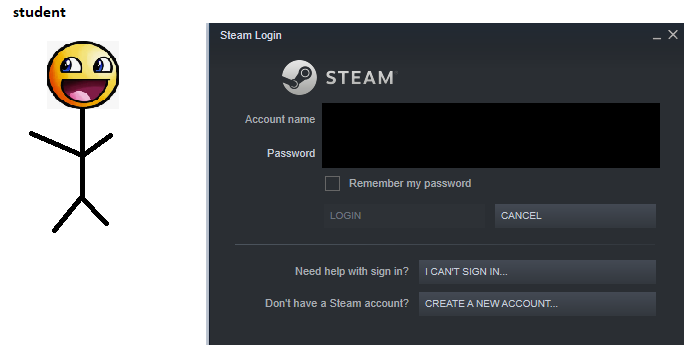 student
Steam Login
STEAM
Account name
Password
Remember my password
LOGIN CANCEL
Need help with sign in? I CAN'T SIGN IN...
Don't have a Steam account? CREATE A NEW ACCOUNT...